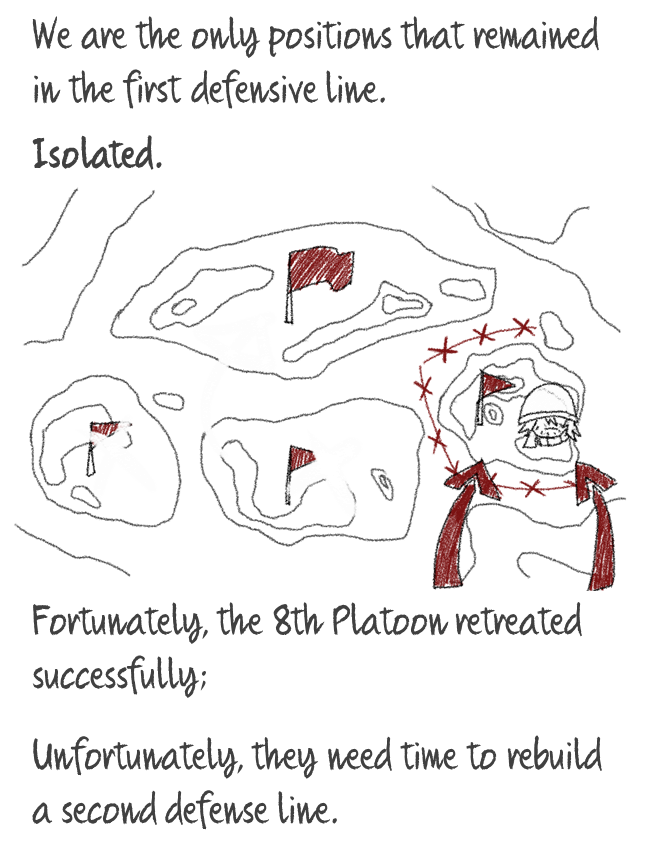 We are the only positions that remained
in the first defensive line.
Isolated.
Fortunately, the 8th Platoon retreated
successfully;
Unfortunately, they need time to rebuild
a second defense line.